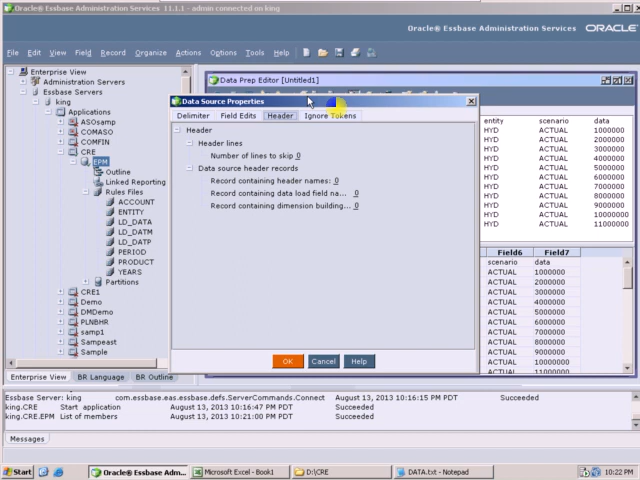 Oracle® Essbase Administration Services 11.1.1 - admin connected on king
Oracle® Essbase Administration Services ORACLE
File Edit View Field Record Organize Actions Options Tools Help
Enterprise View
Administration Servers
Essbase Servers
king
Applications
ASOsamp
COMASO
COMFIN
CRE
EPM
Outline
Linked Reporting
Rules Files
ACCOUNT
ENTITY
LD_DATA
LD_DATM
LD_DATP
PERIOD
PRODUCT
YEARS
Partitions
CRE1
Demo
DMDemo
PLNBHR
samp1
Sampeast
Sample
Enterprise View BR Language BR Outline
Data Prep Editor [Untitled1]
Data Source Properties
Delimiter Field Edits Header Ignore Tokens
Header
Header lines
Number of lines to skip 0
Data source header records
Record containing header names: 0
Record containing data load field na... 0
Record containing dimension building... 0
OK Cancel Help
entity scenario data
HYD ACTUAL 1000000
HYD ACTUAL 2000000
HYD ACTUAL 3000000
HYD ACTUAL 4000000
HYD ACTUAL 5000000
HYD ACTUAL 6000000
HYD ACTUAL 7000000
HYD ACTUAL 8000000
HYD ACTUAL 9000000
HYD ACTUAL 10000000
HYD ACTUAL 11000000
Field6 Field7
scenario data
ACTUAL 1000000
ACTUAL 2000000
ACTUAL 3000000
ACTUAL 4000000
ACTUAL 5000000
ACTUAL 6000000
ACTUAL 7000000
ACTUAL 8000000
ACTUAL 9000000
ACTUAL 10000000
ACTUAL 11000000
Essbase Server: king com.essbase.eas.essbase.defs.ServerCommands.Connect August 13, 2013 10:16:15 PM PDT Succeeded
king.CRE Start application August 13, 2013 10:16:47 PM PDT Succeeded
king.CRE.EPM List of members August 13, 2013 10:21:00 PM PDT Succeeded
Messages
Start Oracle® Essbase Adm... Microsoft Excel - Book1 D:\CRE DATA.txt - Notepad 10:22 PM